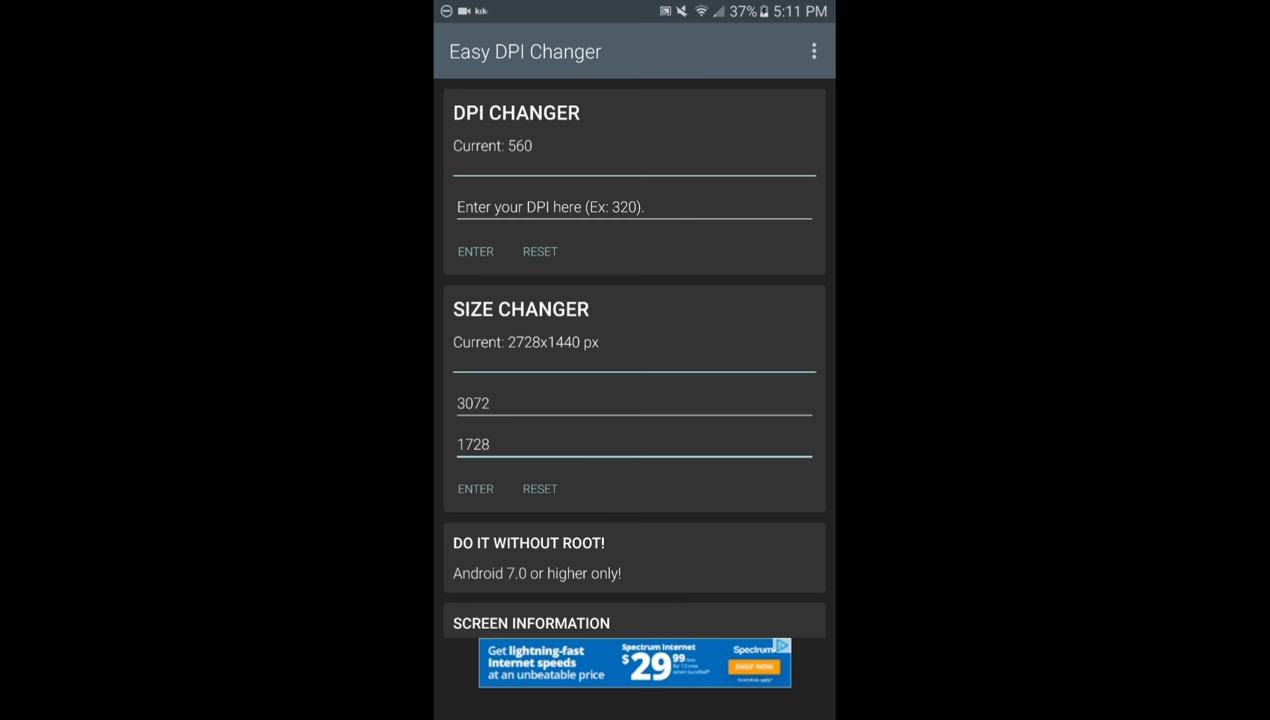 kik
37% 5:11 PM
Easy DPI Changer
DPI CHANGER
Current: 560
Enter your DPI here (Ex: 320).
ENTER RESET
SIZE CHANGER
Current: 2728x1440 px
3072
1728
ENTER RESET
DO IT WITHOUT ROOT!
Android 7.0 or higher only!
SCREEN INFORMATION
Get lightning-fast
Internet speeds
at an unbeatable price
Spectrum Internet
$29 99
Spectrum
SHOP NOW